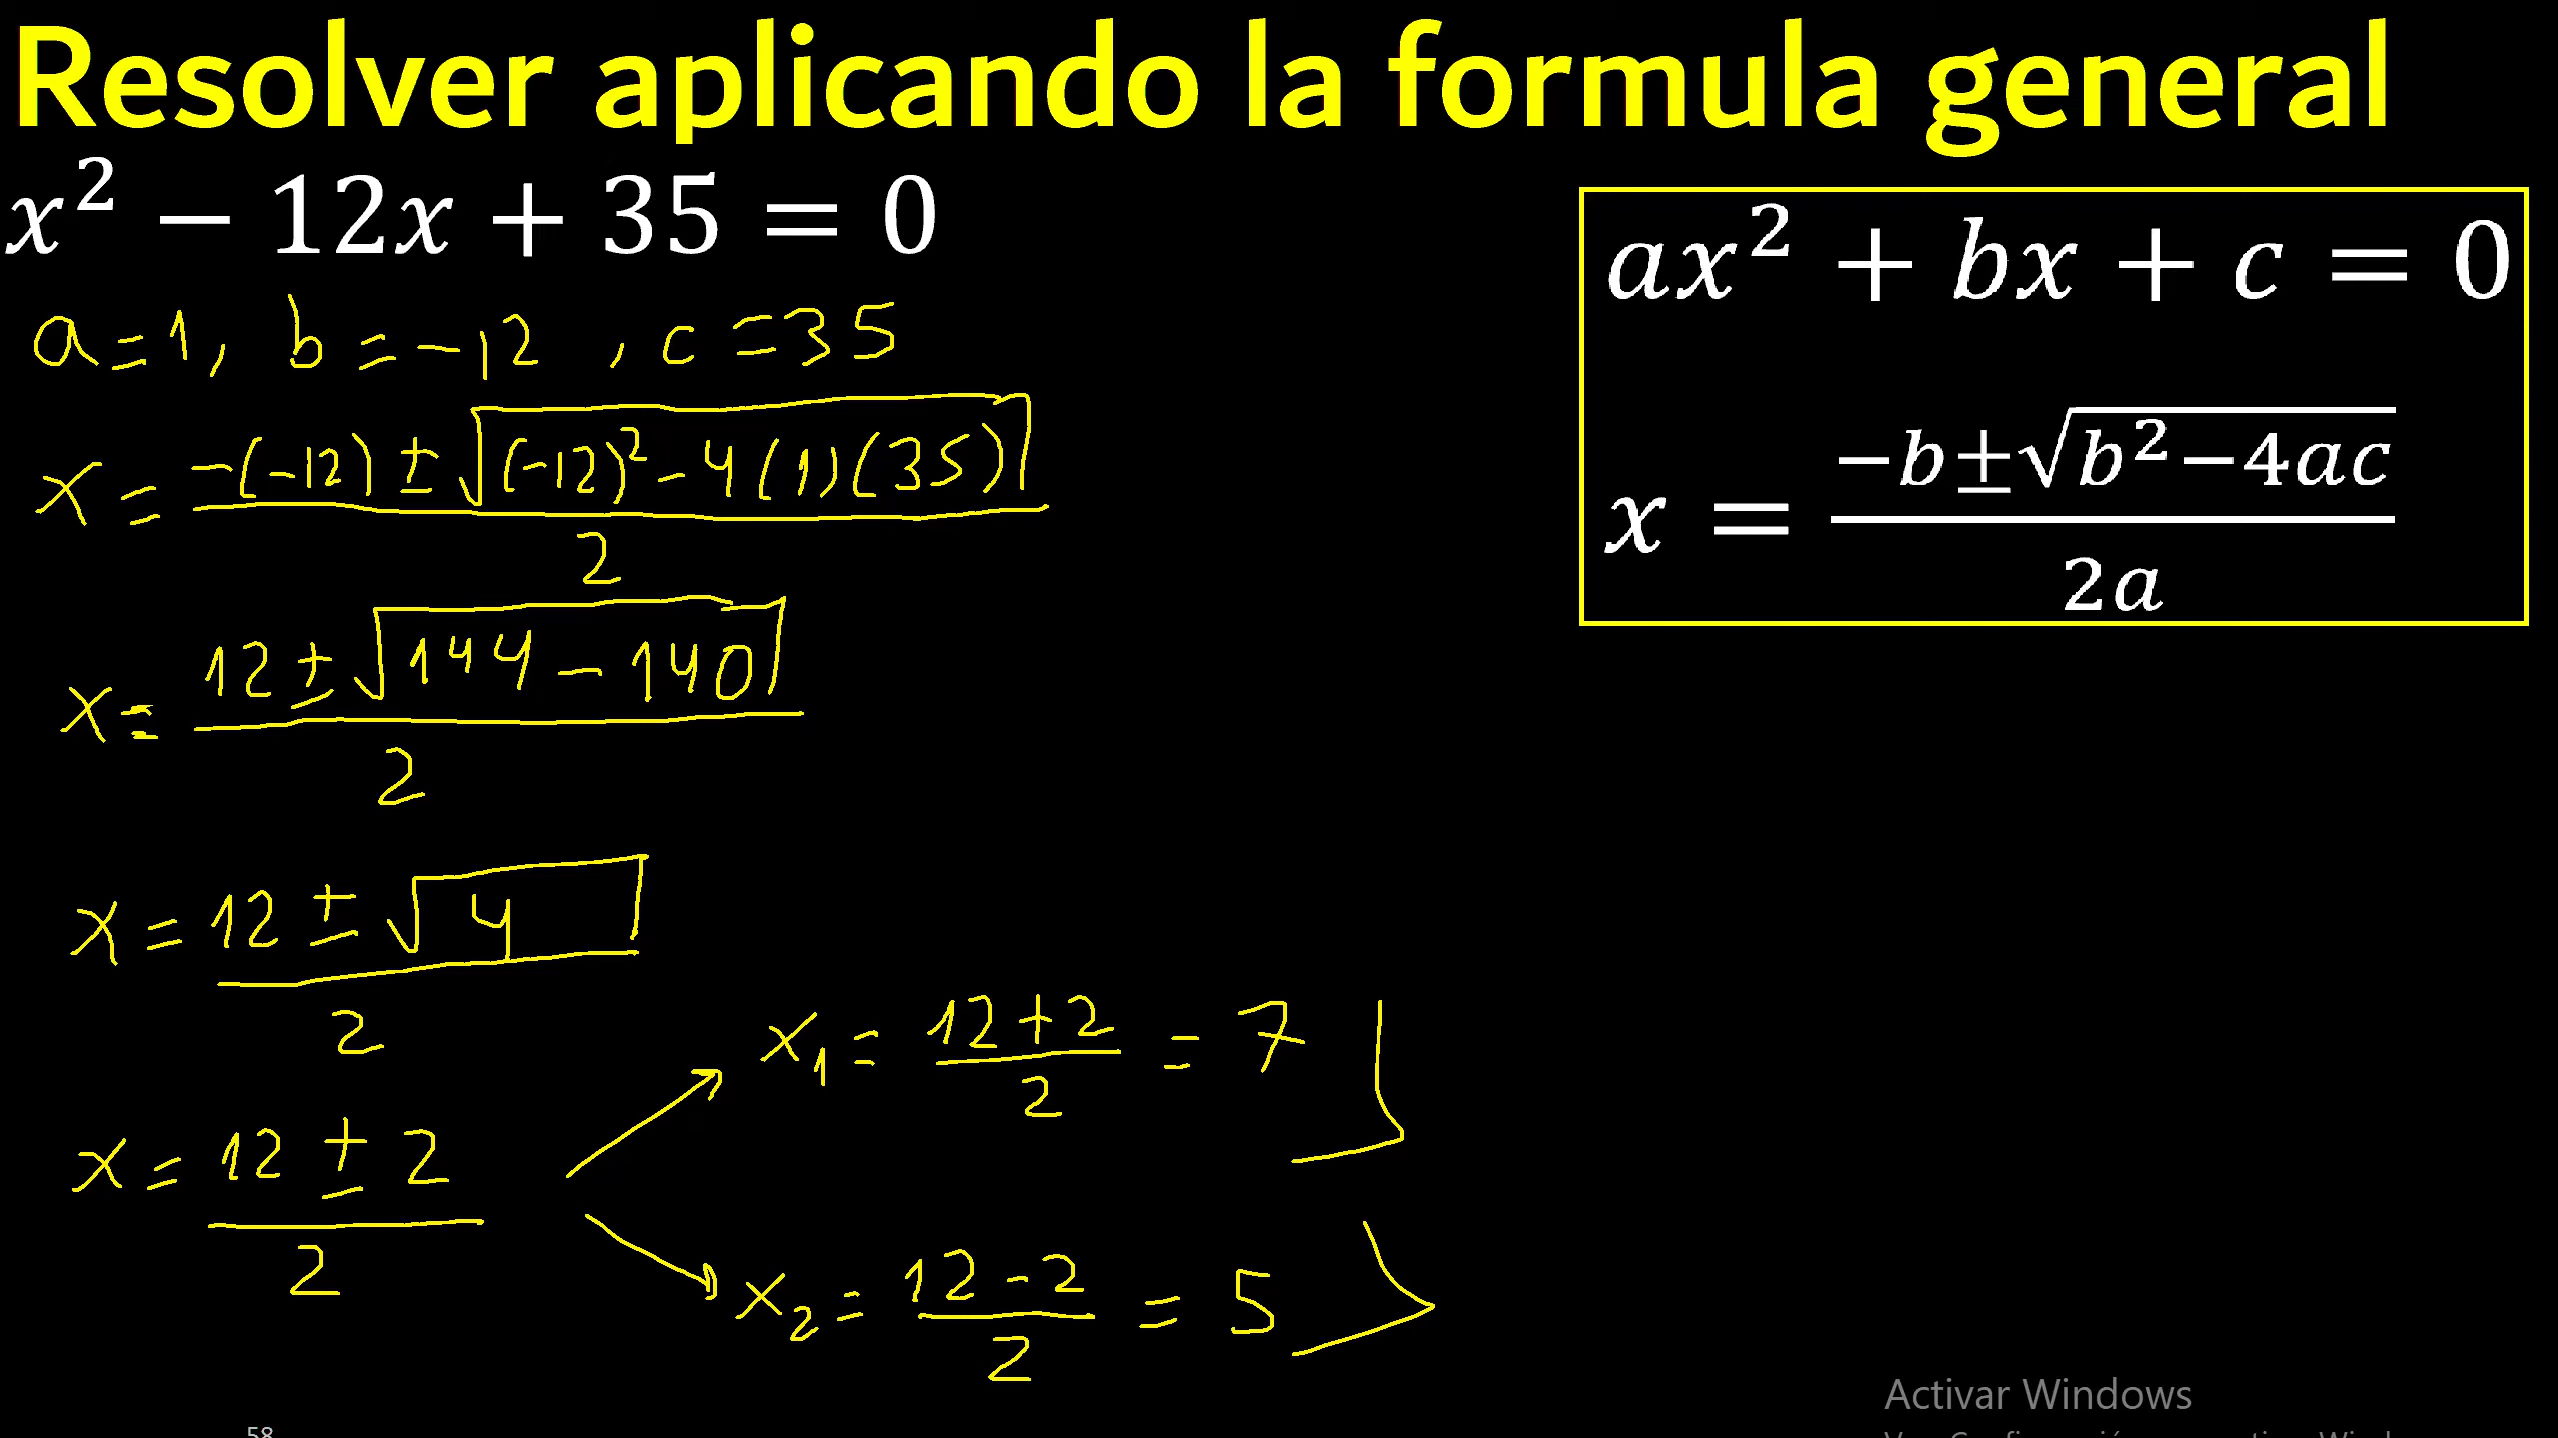 Resolver aplicando la formula general
x² − 12x + 35 = 0
ax² + bx + c = 0
a=1, b=-12, c=35
x = (-(-12) ± √((-12)² - 4(1)(35))) / 2
x = (-b±√(b²−4ac)) / 2a
x = (12 ± √(144 - 140)) / 2
x = (12 ± √4) / 2
x₁ = (12+2) / 2 = 7
x = (12 ± 2) / 2
x₂ = (12-2) / 2 = 5
Activar Windows
58